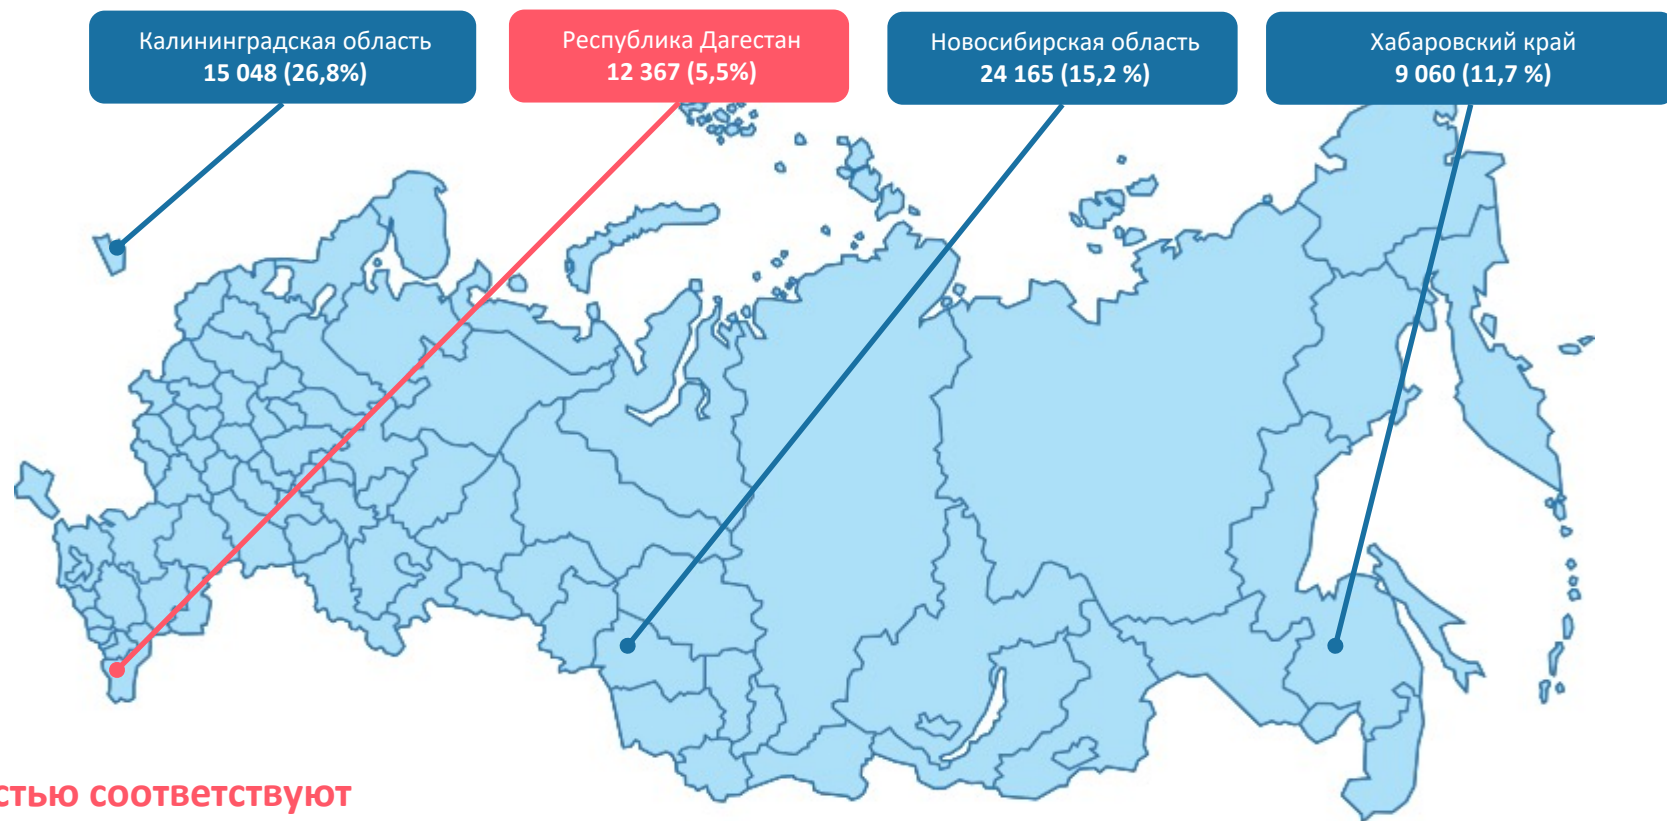 Калининградская область
15 048 (26,8%)
Республика Дагестан
12 367 (5,5%)
Новосибирская область
24 165 (15,2 %)
Хабаровский край
9 060 (11,7 %)
соответствуют